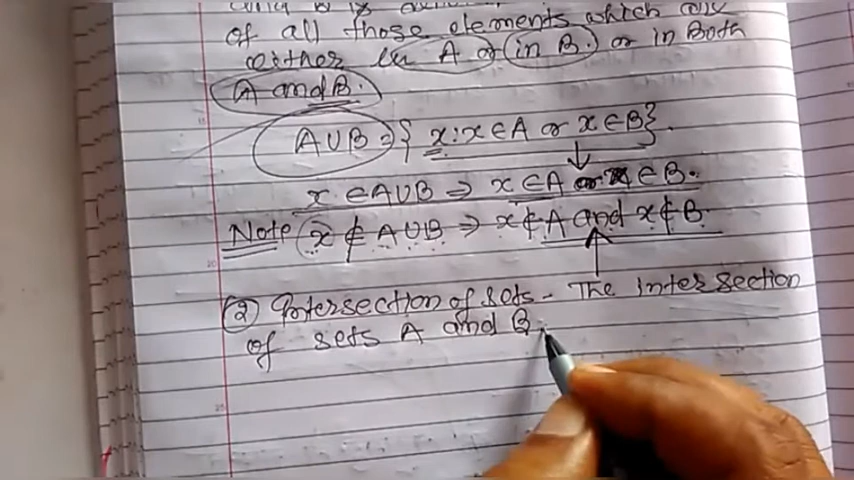 of all those elements which are
either in A or in B. or in Both
A and B.
A∪B = { x : x ∈ A or x ∈ B }.
x ∈ A∪B ⇒ x ∈ A or x ∈ B.
Note x ∉ A∪B ⇒ x ∉ A and x ∉ B.
(2) Intersection of sets - The intersection
of sets A and B